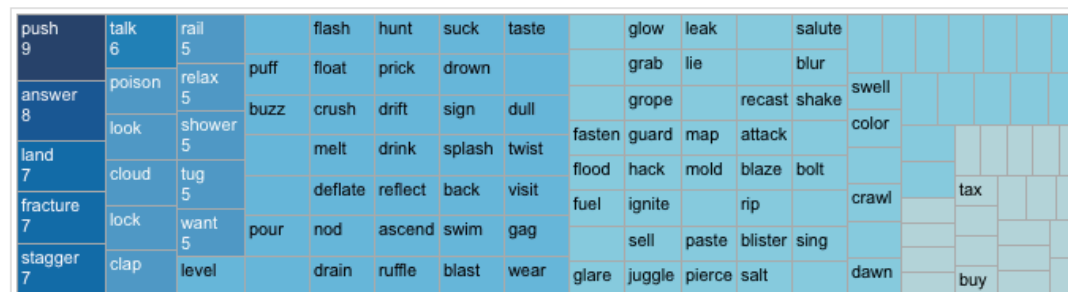 push
9
answer
8
land
7
fracture
7
stagger
7
talk
6
poison
look
cloud
lock
clap
rail
5
relax
5
shower
5
tug
5
want
5
level
puff
buzz
pour
flash
float
crush
melt
deflate
nod
drain
hunt
prick
drift
drink
reflect
ascend
ruffle
suck
drown
sign
splash
back
swim
blast
taste
dull
twist
visit
gag
wear
fasten
flood
fuel
glare
glow
grab
grope
guard
hack
ignite
sell
juggle
leak
lie
map
mold
paste
pierce
recast
attack
blaze
rip
blister
salt
salute
blur
shake
bolt
sing
swell
color
crawl
dawn
tax
buy